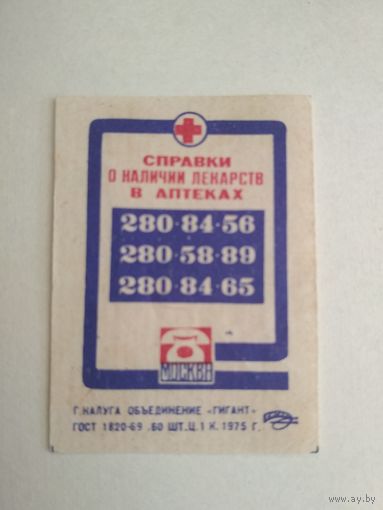 СПРАВКИ
О НАЛИЧИИ ЛЕКАРСТВ
В АПТЕКАХ
280·84·56
280·58·89
280·84·65
МОСКВА
Г. КАЛУГА ОБЪЕДИНЕНИЕ «ГИГАНТ»
ГОСТ 1820-69. 60 ШТ. Ц. 1 К. 1975 Г.
www.ay.by